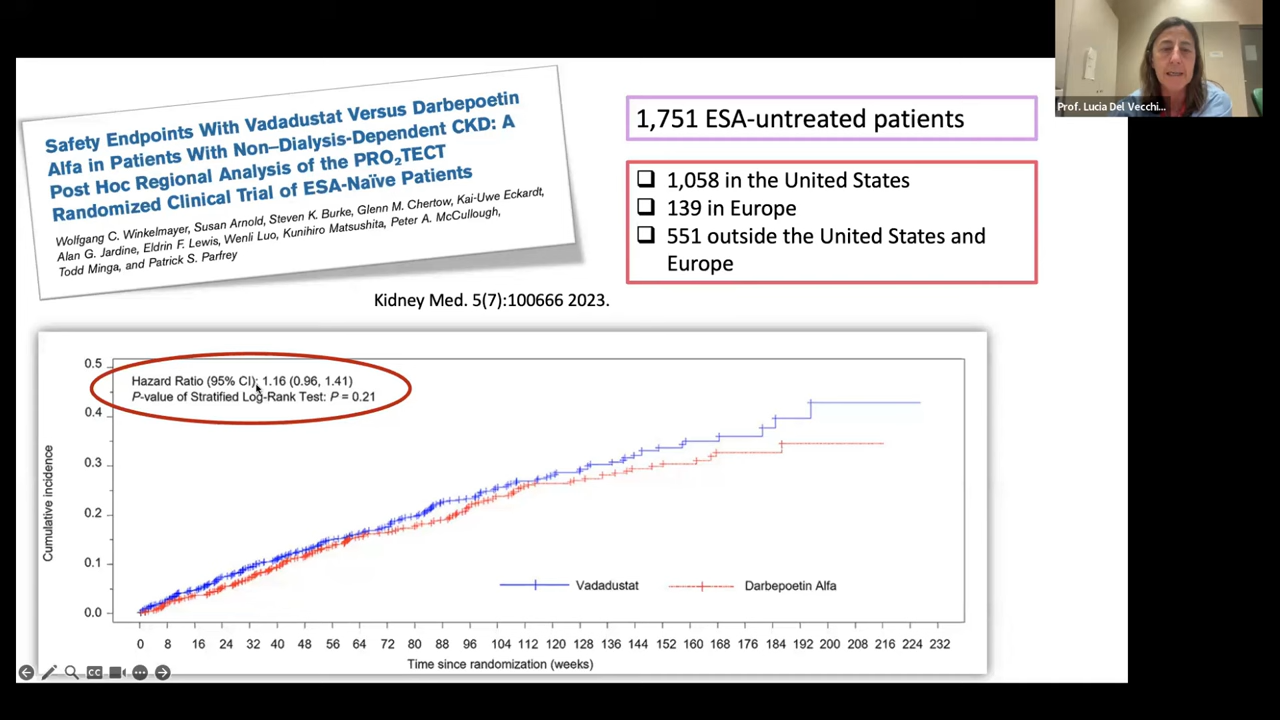 Prof. Lucia Del Vecchi...
Safety Endpoints With Vadadustat Versus Darbepoetin
Alfa in Patients With Non–Dialysis-Dependent CKD: A
Post Hoc Regional Analysis of the PRO₂TECT
Randomized Clinical Trial of ESA-Naïve Patients
Wolfgang C. Winkelmayer, Susan Arnold, Steven K. Burke, Glenn M. Chertow, Kai-Uwe Eckardt,
Alan G. Jardine, Eldrin F. Lewis, Wenli Luo, Kunihiro Matsushita, Peter A. McCullough,
Todd Minga, and Patrick S. Parfrey
Kidney Med. 5(7):100666 2023.
1,751 ESA-untreated patients
❑ 1,058 in the United States
❑ 139 in Europe
❑ 551 outside the United States and
Europe
Hazard Ratio (95% CI): 1.16 (0.96, 1.41)
P-value of Stratified Log-Rank Test: P = 0.21
Cumulative incidence
0.5
0.4
0.3
0.2
0.1
0.0
Vadadustat
Darbepoetin Alfa
0 8 16 24 32 40 48 56 64 72 80 88 96 104 112 120 128 136 144 152 160 168 176 184 192 200 208 216 224 232
Time since randomization (weeks)
CC